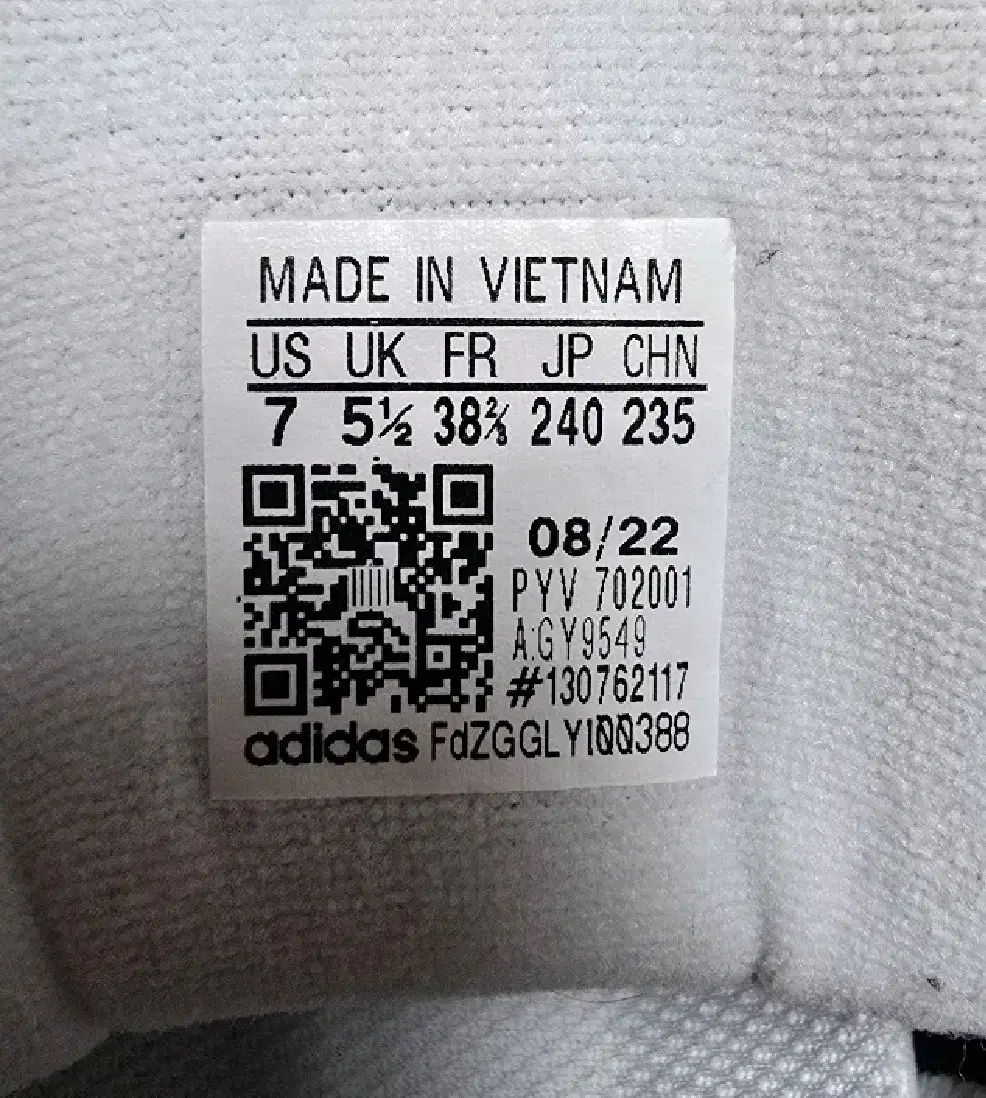 MADE IN VIETNAM
US UK FR JP CHN
7 5½ 38⅔ 240 235
08/22
PYV 702001
A:GY9549
#130762117
adidas FdZGGLYI00388